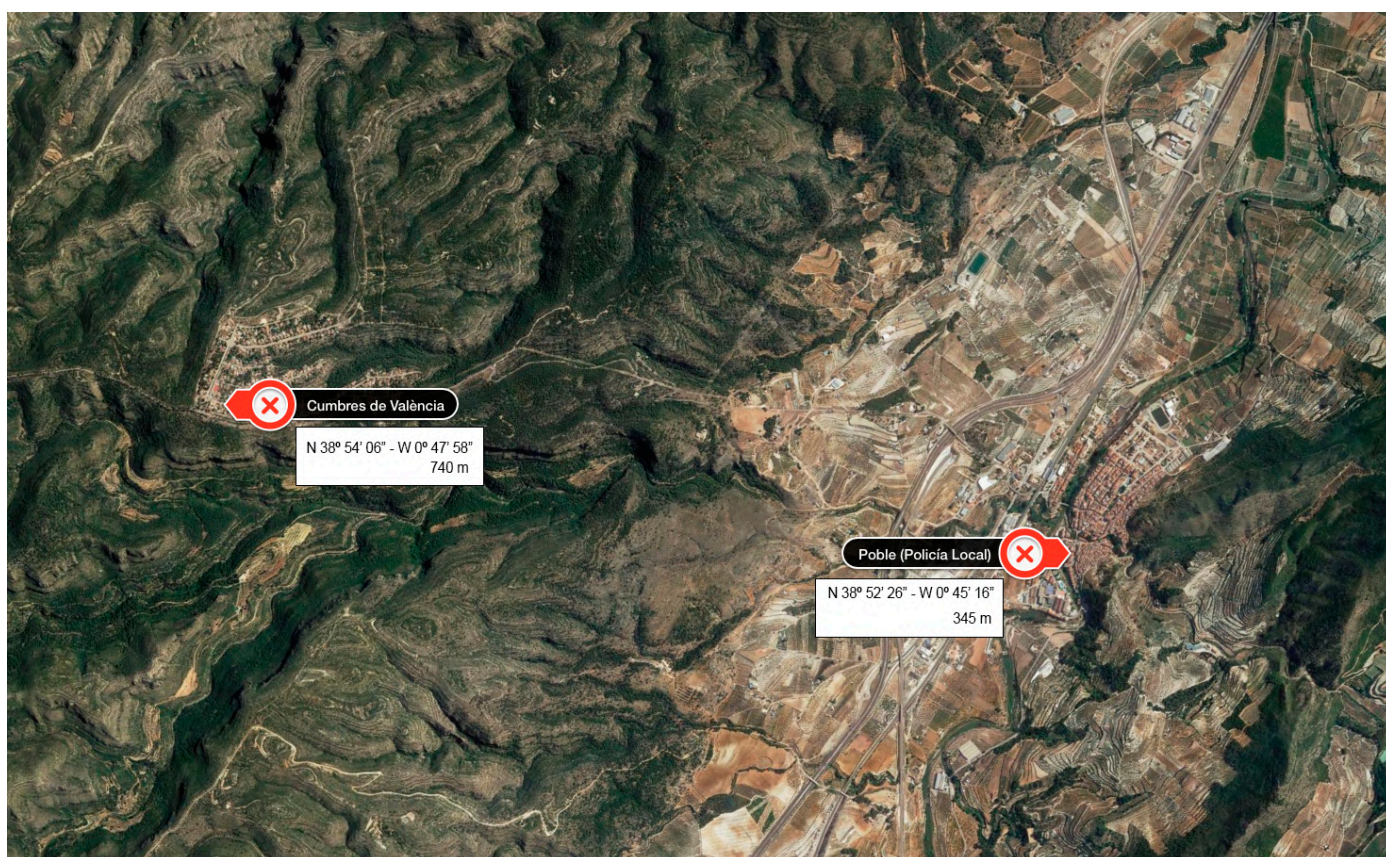 Cumbres de València
N 38º 54’ 06” - W 0º 47’ 58”
740 m
Poble (Policía Local)
N 38º 52’ 26” - W 0º 45’ 16”
345 m